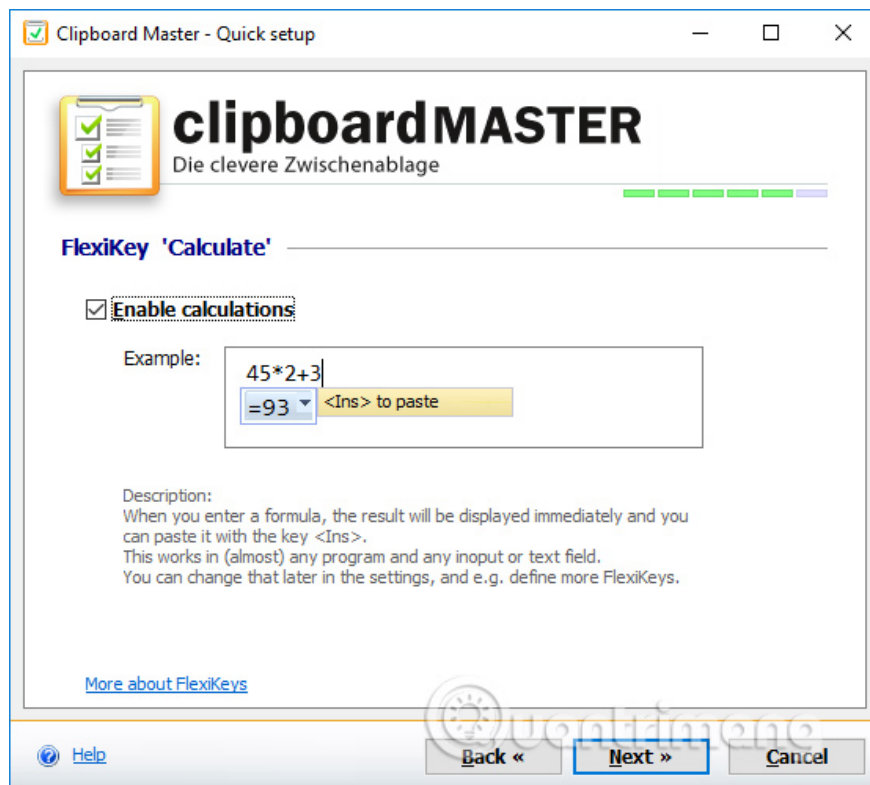 Clipboard Master - Quick setup
clipboardMASTER
Die clevere Zwischenablage
FlexiKey 'Calculate'
Enable calculations
Example:
45*2+3
=93
<Ins> to paste
Description:
When you enter a formula, the result will be displayed immediately and you
can paste it with the key <Ins>.
This works in (almost) any program and any inoput or text field.
You can change that later in the settings, and e.g. define more FlexiKeys.
More about FlexiKeys
Quantrimang
Help
Back «
Next »
Cancel